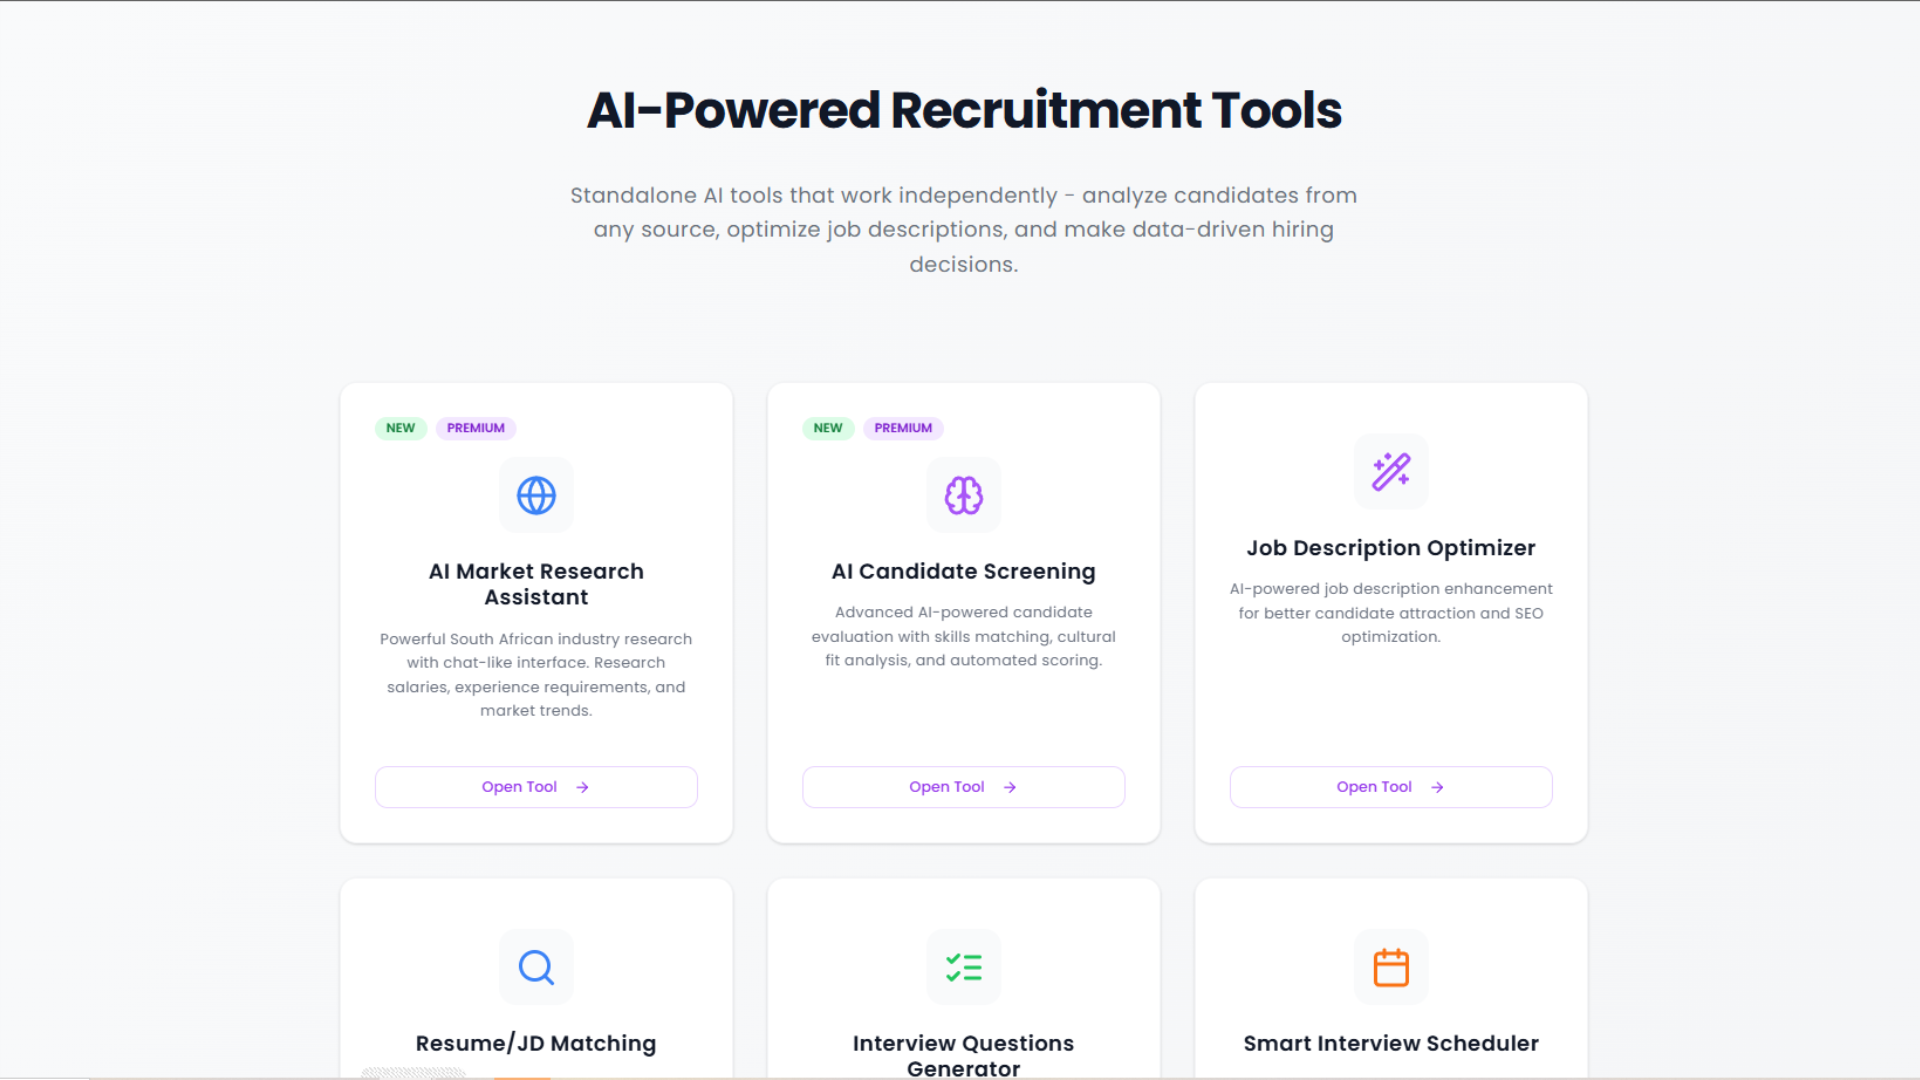 AI-Powered Recruitment Tools
Standalone AI tools that work independently - analyze candidates from
any source, optimize job descriptions, and make data-driven hiring
decisions.
NEW PREMIUM
AI Market Research
Assistant
Powerful South African industry research
with chat-like interface. Research
salaries, experience requirements, and
market trends.
Open Tool →
NEW PREMIUM
AI Candidate Screening
Advanced AI-powered candidate
evaluation with skills matching, cultural
fit analysis, and automated scoring.
Open Tool →
Job Description Optimizer
AI-powered job description enhancement
for better candidate attraction and SEO
optimization.
Open Tool →
Resume/JD Matching
Interview Questions
Generator
Smart Interview Scheduler